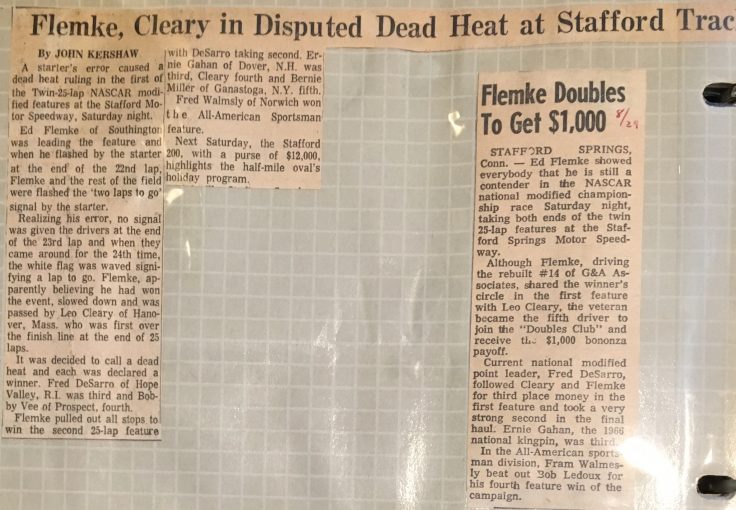 Flemke, Cleary in Disputed Dead Heat at Stafford Trac
By JOHN KERSHAW
A starter's error caused a
dead heat ruling in the first of
the Twin-25-lap NASCAR modi-
fied features at the Stafford Mo-
tor Speedway, Saturday night.
Ed Flemke of Southington
was leading the feature and
when he flashed by the starter
at the end of the 22nd lap,
Flemke and the rest of the field
were flashed the 'two laps to go'
signal by the starter.
Realizing his error, no signal
was given the drivers at the end
of the 23rd lap and when they
came around for the 24th time,
the white flag was waved signi-
fying a lap to go. Flemke, ap-
parently believing he had won
the event, slowed down and was
passed by Leo Cleary of Hano-
ver, Mass. who was first over
the finish line at the end of 25
laps.
It was decided to call a dead
heat and each was declared a
winner. Fred DeSarro of Hope
Valley, R.I. was third and Bob-
by Vee of Prospect, fourth.
Flemke pulled out all stops to
win the second 25-lap feature
with DeSarro taking second. Er-
nie Gahan of Dover, N.H. was
third, Cleary fourth and Bernie
Miller of Ganastoga, N.Y. fifth.
Fred Walmsly of Norwich won
the All-American Sportsman
feature.
Next Saturday, the Stafford
200, with a purse of $12,000,
highlights the half-mile oval's
holiday program.
Flemke Doubles
To Get $1,000 8/29
STAFFORD SPRINGS,
Conn. — Ed Flemke showed
everybody that he is still a
contender in the NASCAR
national modified champion-
ship race Saturday night,
taking both ends of the twin
25-lap features at the Staf-
ford Springs Motor Speed-
way.
Although Flemke, driving
the rebuilt #14 of G&A As-
sociates, shared the winner's
circle in the first feature
with Leo Cleary, the veteran
became the fifth driver to
join the "Doubles Club" and
receive the $1,000 bononza
payoff.
Current national modified
point leader, Fred DeSarro,
followed Cleary and Flemke
for third place money in the
first feature and took a very
strong second in the final
haul. Ernie Gahan, the 1966
national kingpin, was third.
In the All-American sports-
man division, Fram Walmes-
ly beat out Bob Ledoux for
his fourth feature win of the
campaign.